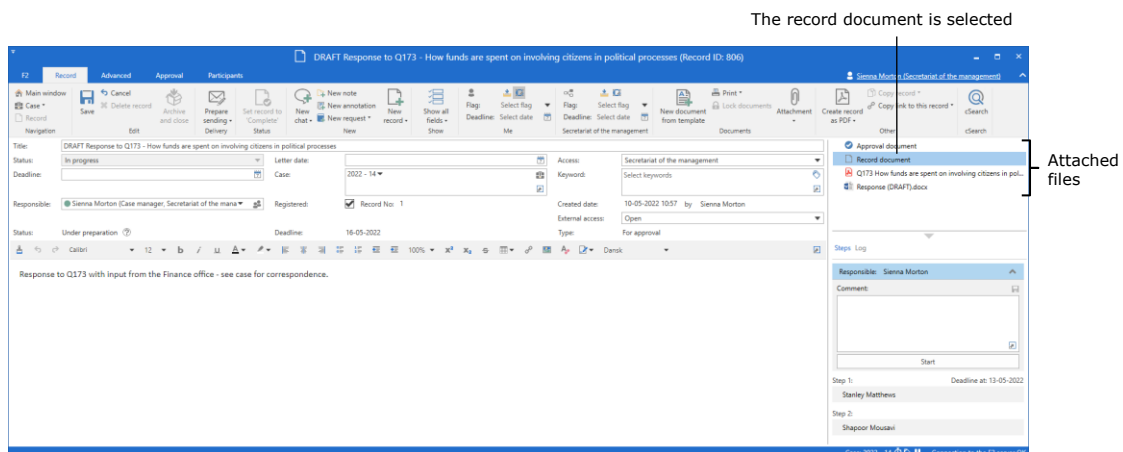 The record document is selected
DRAFT Response to Q173 - How funds are spent on involving citizens in political processes (Record ID: 806)
F2 Record Advanced Approval Participants
Sienna Morton (Secretariat of the management)
Main window
Case
Record
Navigation
Save
Cancel
Delete record
Archive and close
Edit
Prepare sending
Delivery
Set record to 'Complete'
Status
New chat
New note
New annotation
New request
New record
New
Show all fields
Show
Flag: Select flag
Deadline: Select date
Me
Flag: Select flag
Deadline: Select date
Secretariat of the management
New document from template
Print
Lock documents
Attachment
Documents
Create record as PDF
Copy record
Copy link to this record
Other
cSearch
cSearch
Title: DRAFT Response to Q173 - How funds are spent on involving citizens in political processes
Status: In progress Letter date: Access: Secretariat of the management
Deadline: Case: 2022 - 14 Keyword: Select keywords
Responsible: Sienna Morton (Case manager, Secretariat of the mana Registered: Record No: 1 Created date: 10-05-2022 10:57 by Sienna Morton
External access: Open
Status: Under preparation Deadline: 16-05-2022 Type: For approval
Calibri 12 b i u A 100% x² x₂ S Dansk
Response to Q173 with input from the Finance office - see case for correspondence.
Approval document
Record document
Q173 How funds are spent on involving citizens in pol...
Response (DRAFT).docx
Attached
files
Steps Log
Responsible: Sienna Morton
Comment:
Start
Step 1: Deadline at: 13-05-2022
Stanley Matthews
Step 2:
Shapoor Mousavi